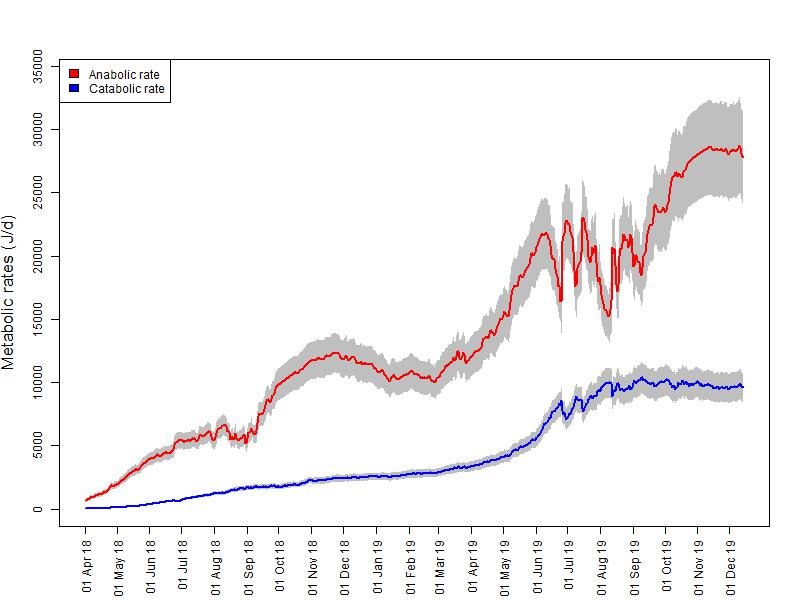 Anabolic rate
Catabolic rate
Metabolic rates (J/d)
35000
30000
25000
20000
15000
10000
5000
0
01 Apr 18
01 May 18
01 Jun 18
01 Jul 18
01 Aug 18
01 Sep 18
01 Oct 18
01 Nov 18
01 Dec 18
01 Jan 19
01 Feb 19
01 Mar 19
01 Apr 19
01 May 19
01 Jun 19
01 Jul 19
01 Aug 19
01 Sep 19
01 Oct 19
01 Nov 19
01 Dec 19